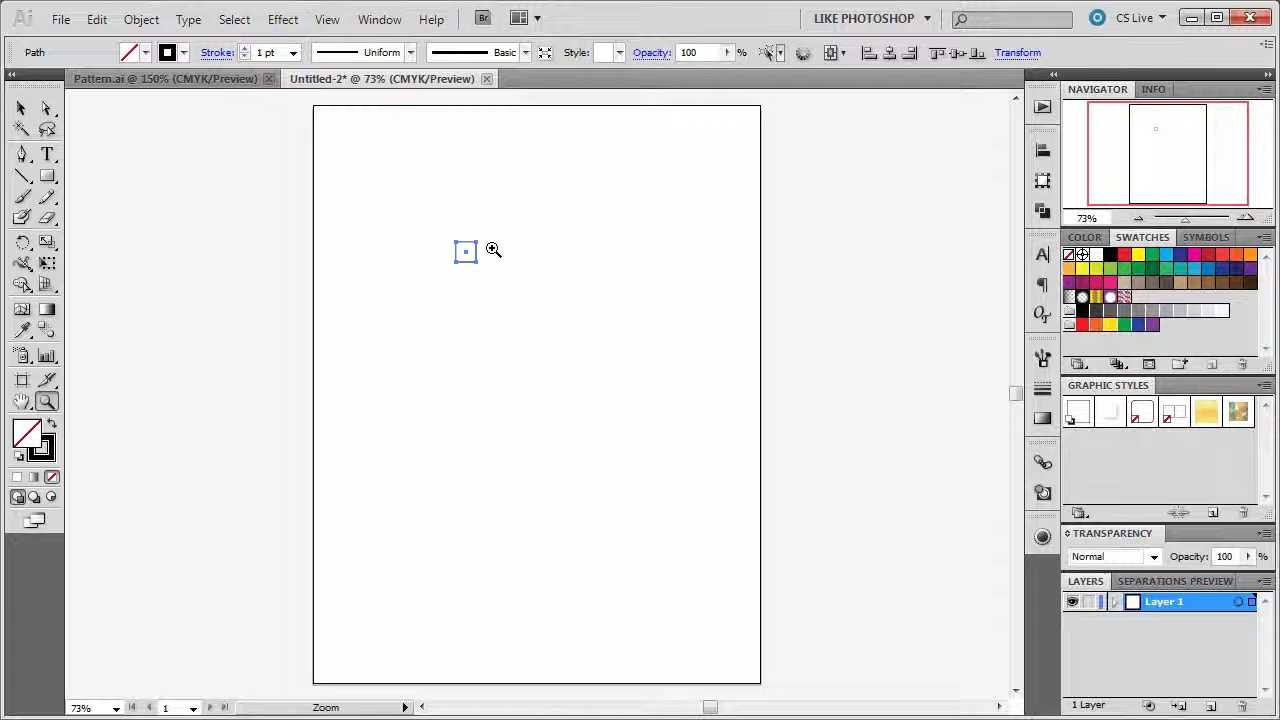 Ai File Edit Object Type Select Effect View Window Help Br LIKE PHOTOSHOP CS Live
Path Stroke: 1 pt Uniform Basic Style: Opacity: 100 % Transform
Pattern.ai @ 150% (CMYK/Preview) Untitled-2* @ 73% (CMYK/Preview)
NAVIGATOR INFO
73%
COLOR SWATCHES SYMBOLS
GRAPHIC STYLES
TRANSPARENCY
Normal Opacity: 100 %
LAYERS SEPARATIONS PREVIEW
Layer 1
1 Layer
73% 1 Zoom